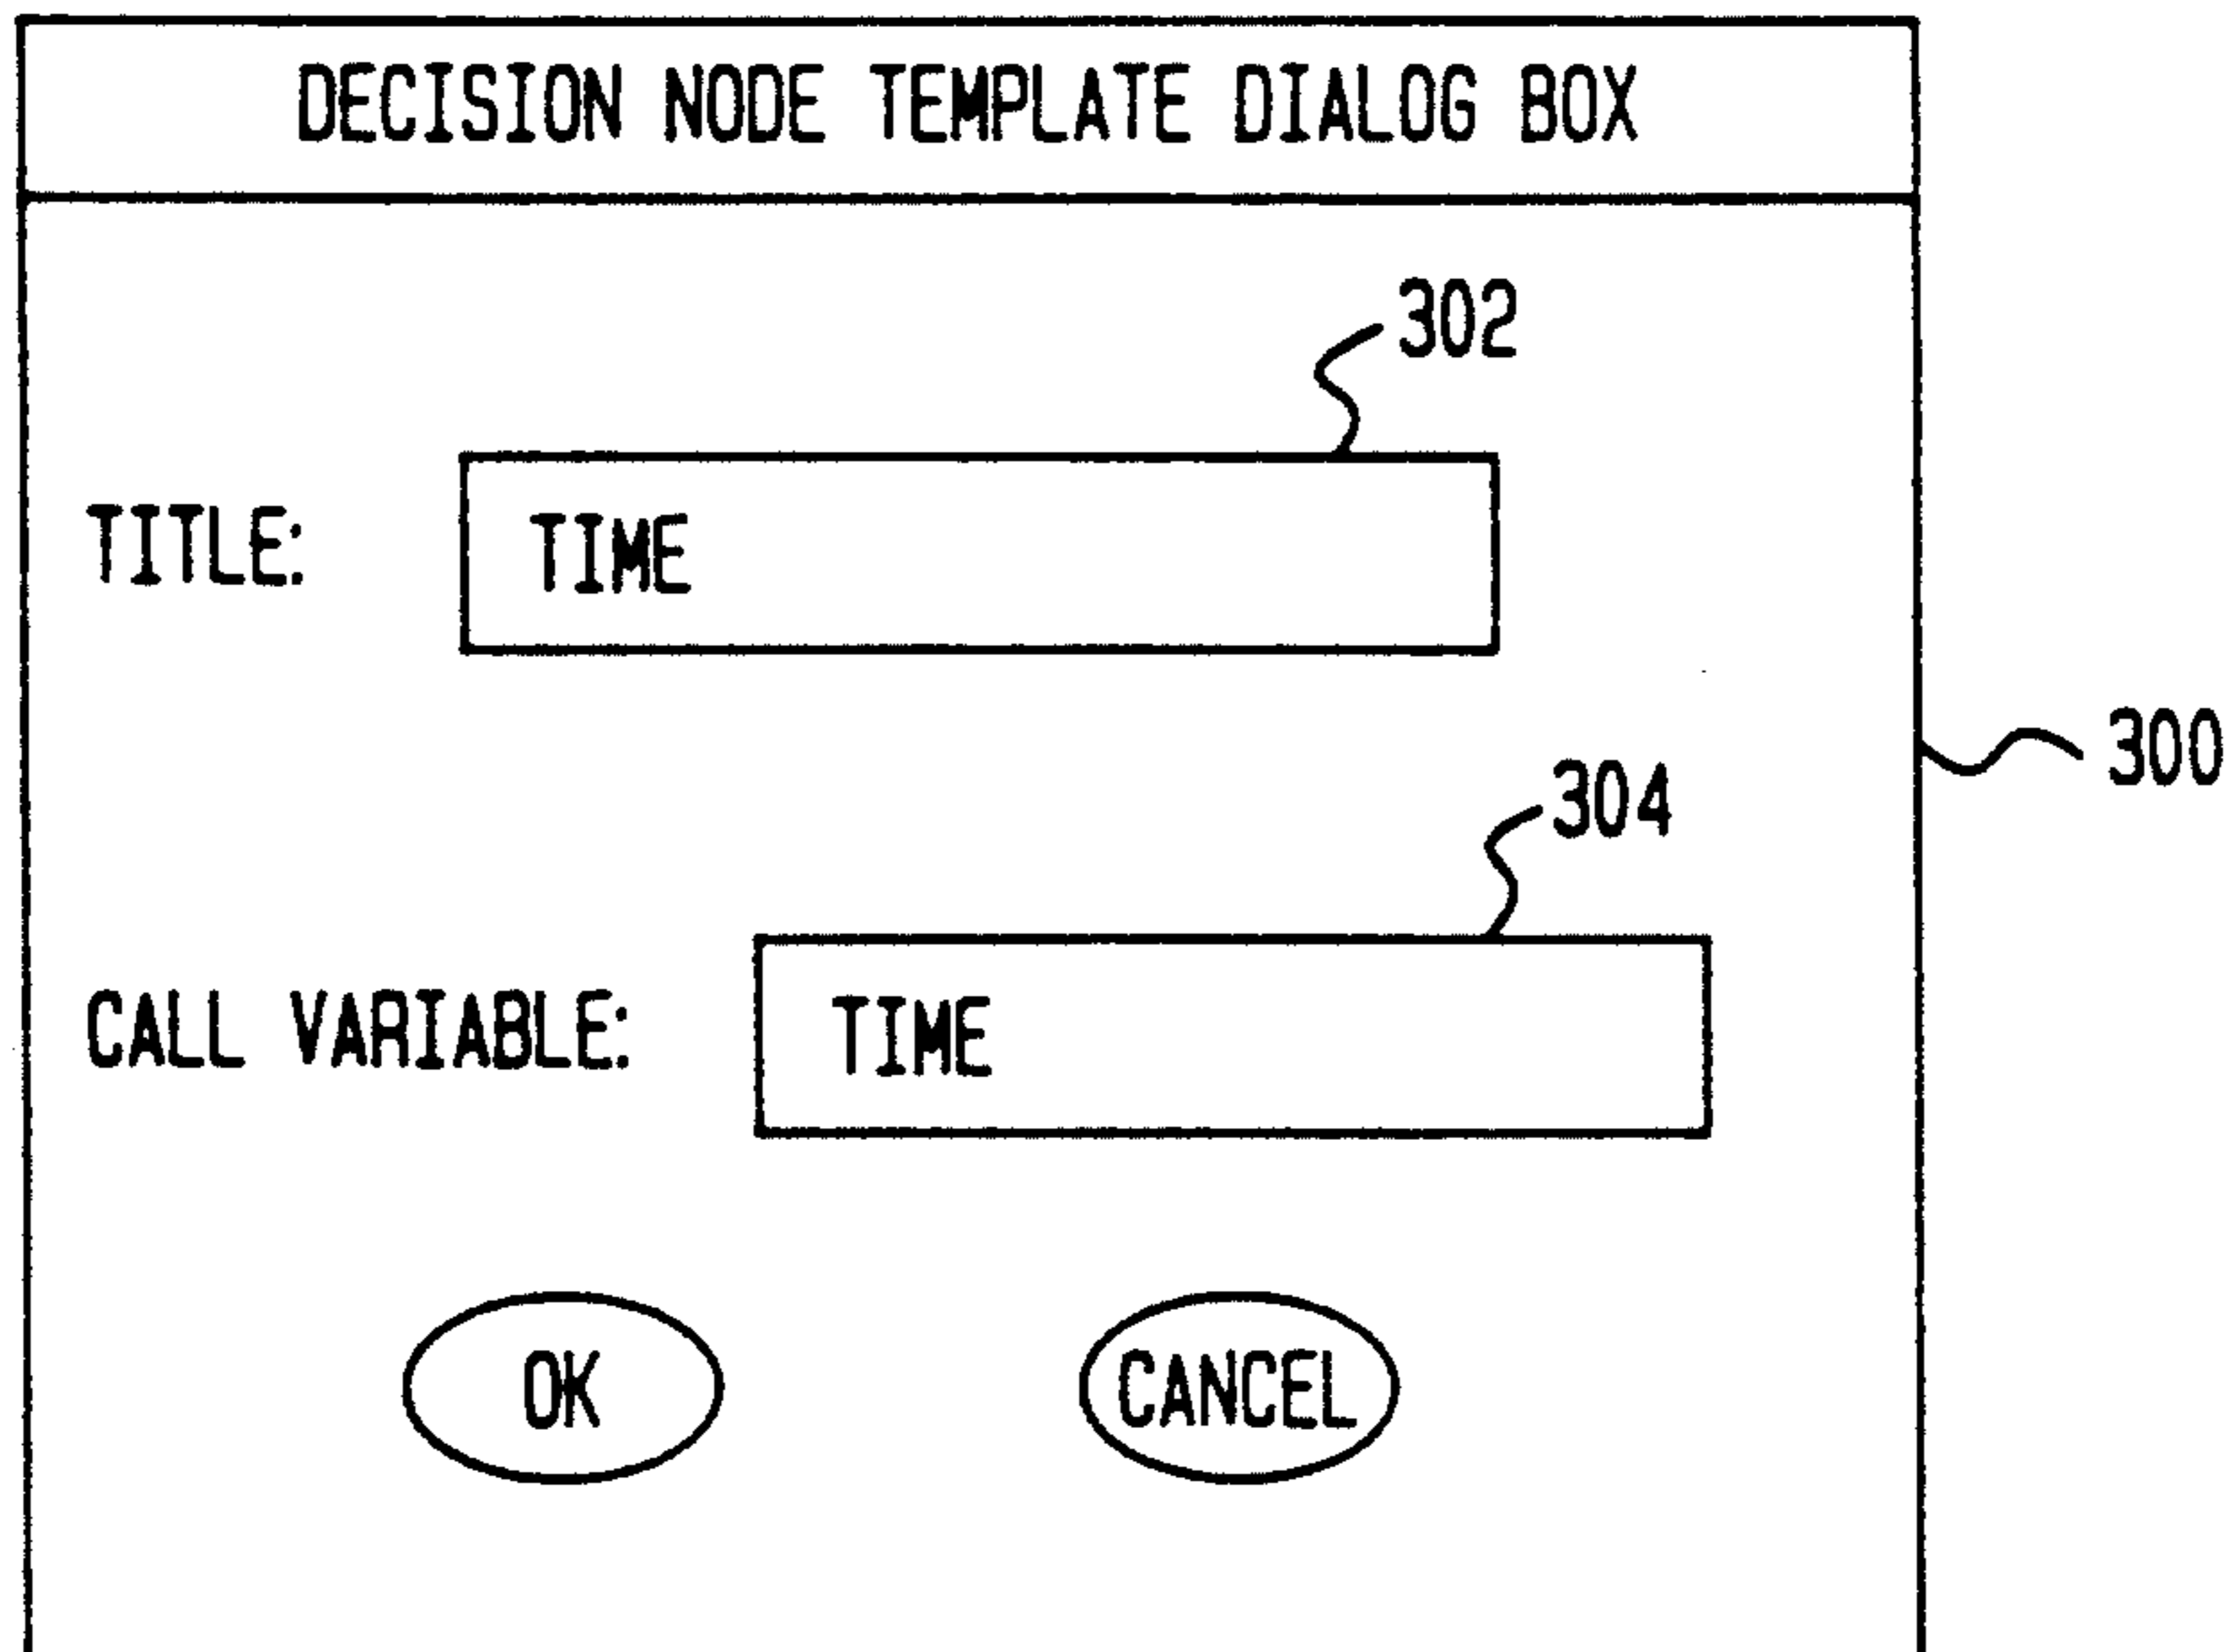 DECISION NODE TEMPLATE DIALOG BOX
302
TITLE: TIME
300
304
CALL VARIABLE: TIME
OK CANCEL